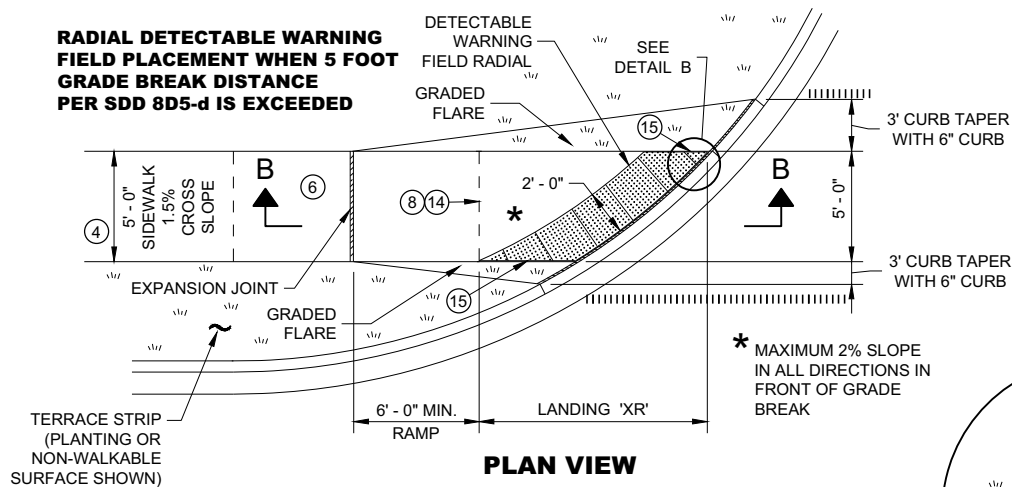 RADIAL DETECTABLE WARNING
FIELD PLACEMENT WHEN 5 FOOT
GRADE BREAK DISTANCE
PER SDD 8D5-d IS EXCEEDED
DETECTABLE
WARNING
FIELD RADIAL
SEE
DETAIL B
GRADED
FLARE
15
3' CURB TAPER
WITH 6" CURB
4
5' - 0"
SIDEWALK
1.5%
CROSS
SLOPE
B
6
8 14
*
2' - 0"
B
5' - 0"
EXPANSION JOINT
GRADED
FLARE
15
3' CURB TAPER
WITH 6" CURB
* MAXIMUM 2% SLOPE
IN ALL DIRECTIONS IN
FRONT OF GRADE
BREAK
TERRACE STRIP
(PLANTING OR
NON-WALKABLE
SURFACE SHOWN)
6' - 0" MIN.
RAMP
LANDING 'XR'
PLAN VIEW